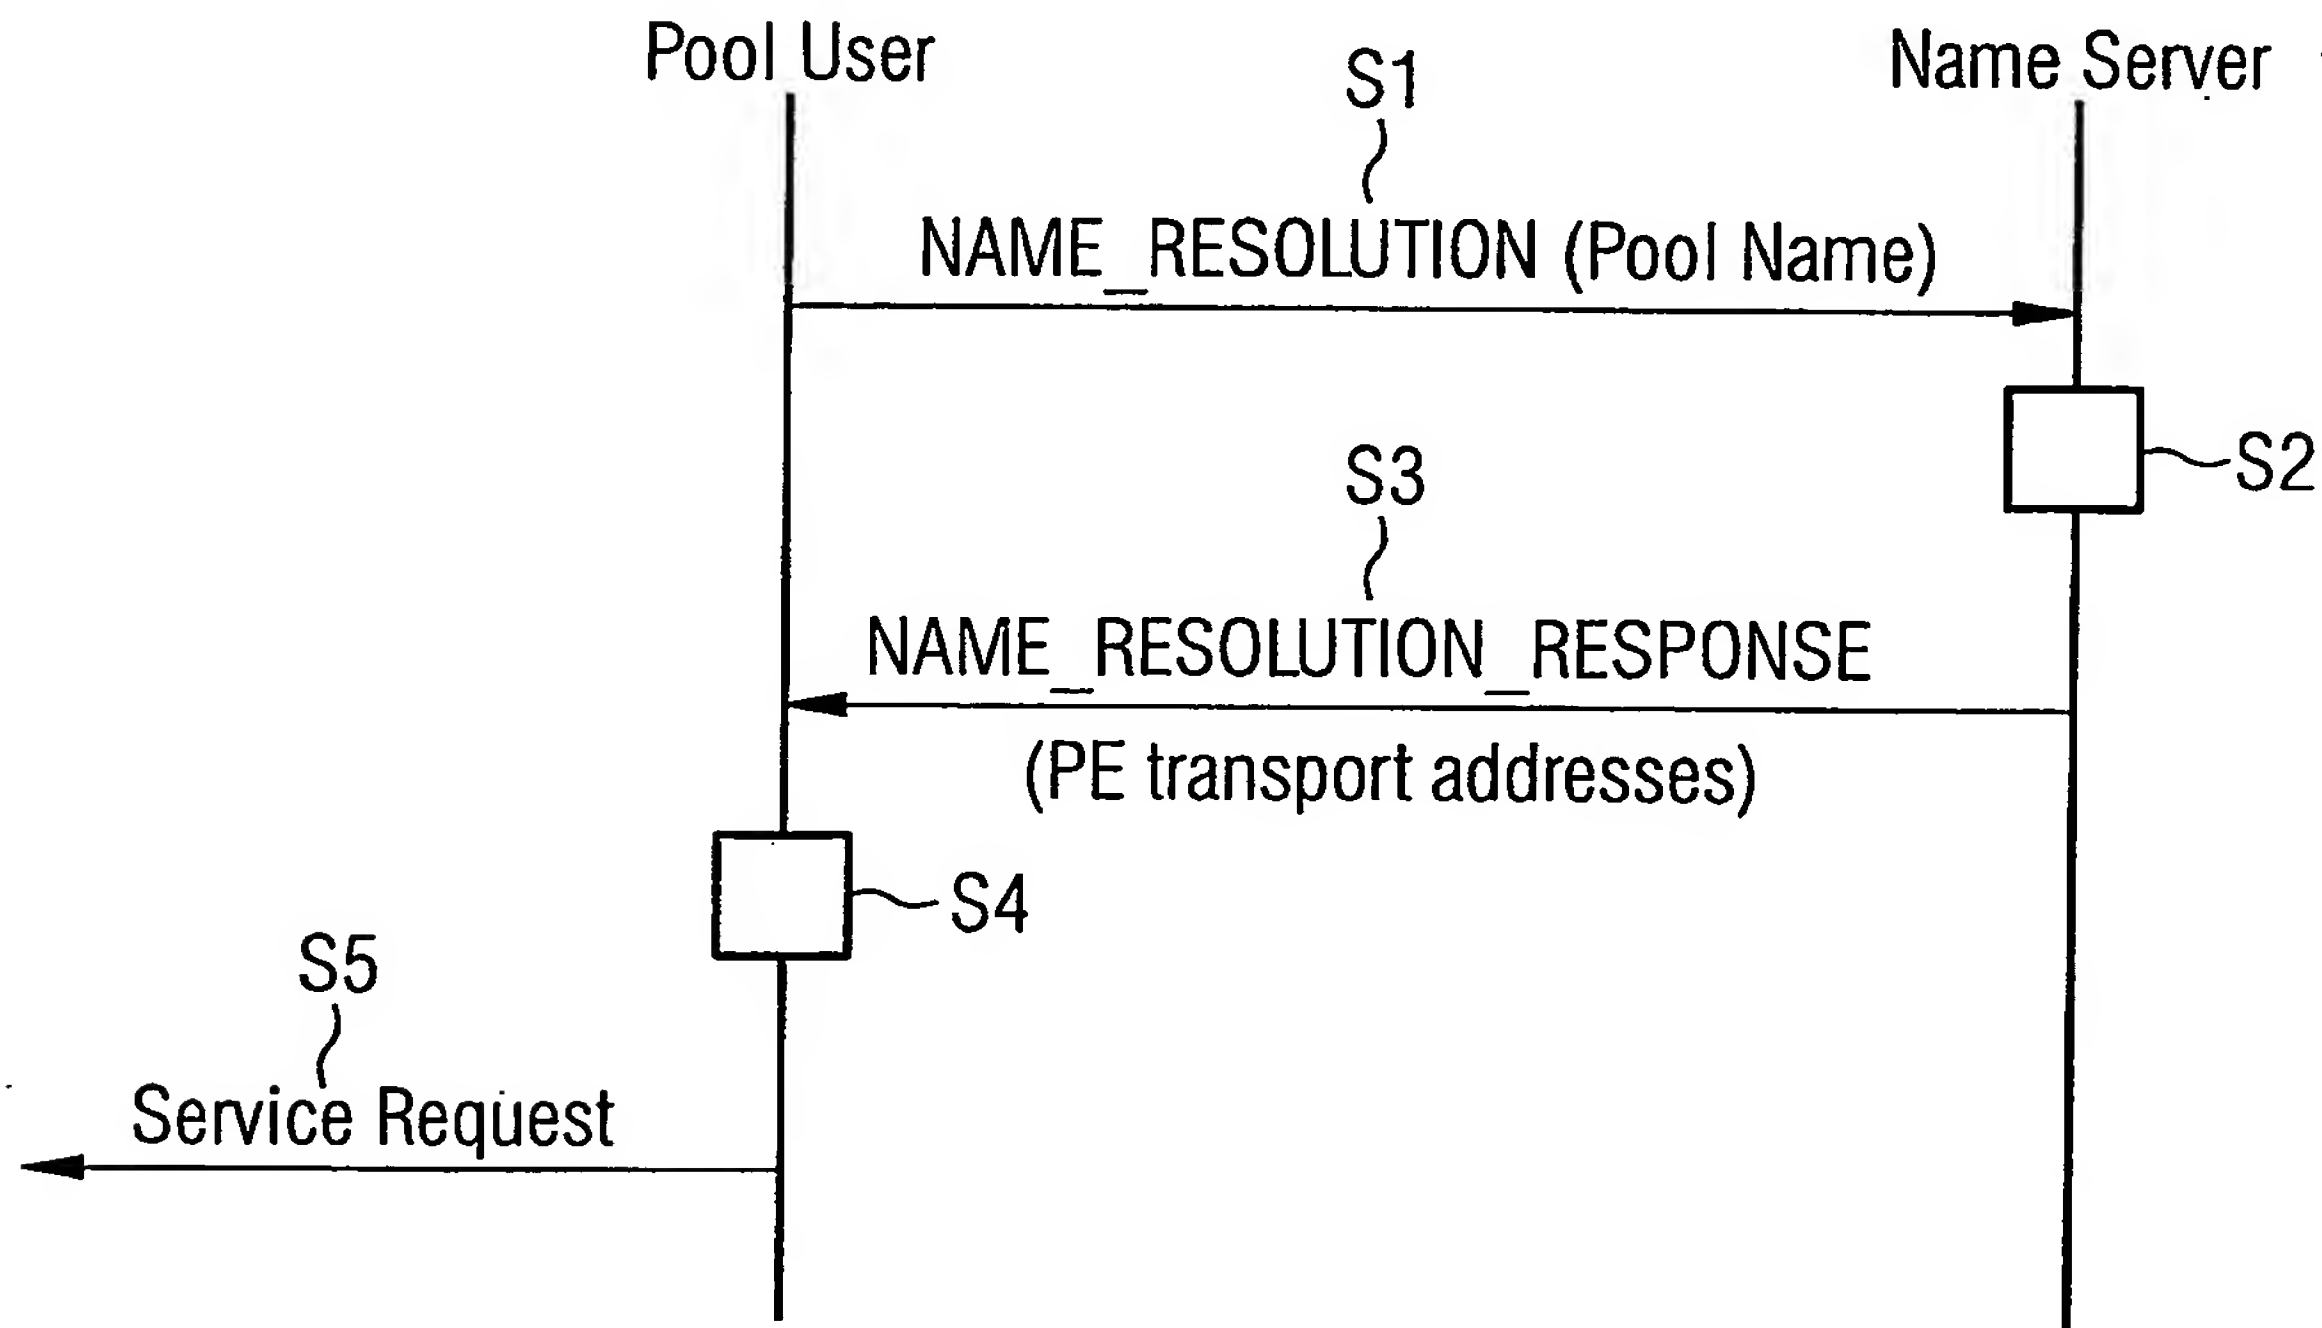 Pool User
Name Server
S1
NAME_RESOLUTION (Pool Name)
S2
S3
NAME_RESOLUTION_RESPONSE
(PE transport addresses)
S4
S5
Service Request